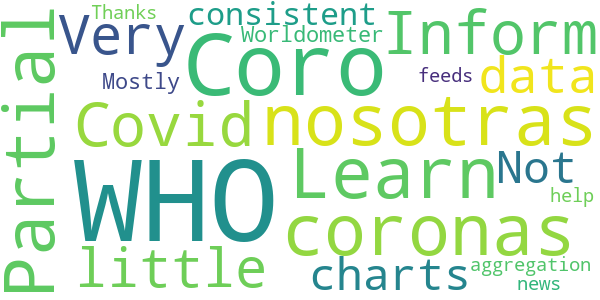 Thanks
consistent
Very
Worldometer
Inform
Mostly
Coro
feeds
data
Partial
Covid
nosotras
WHO
Learn
Not
help
coronas
little
charts
aggregation
news